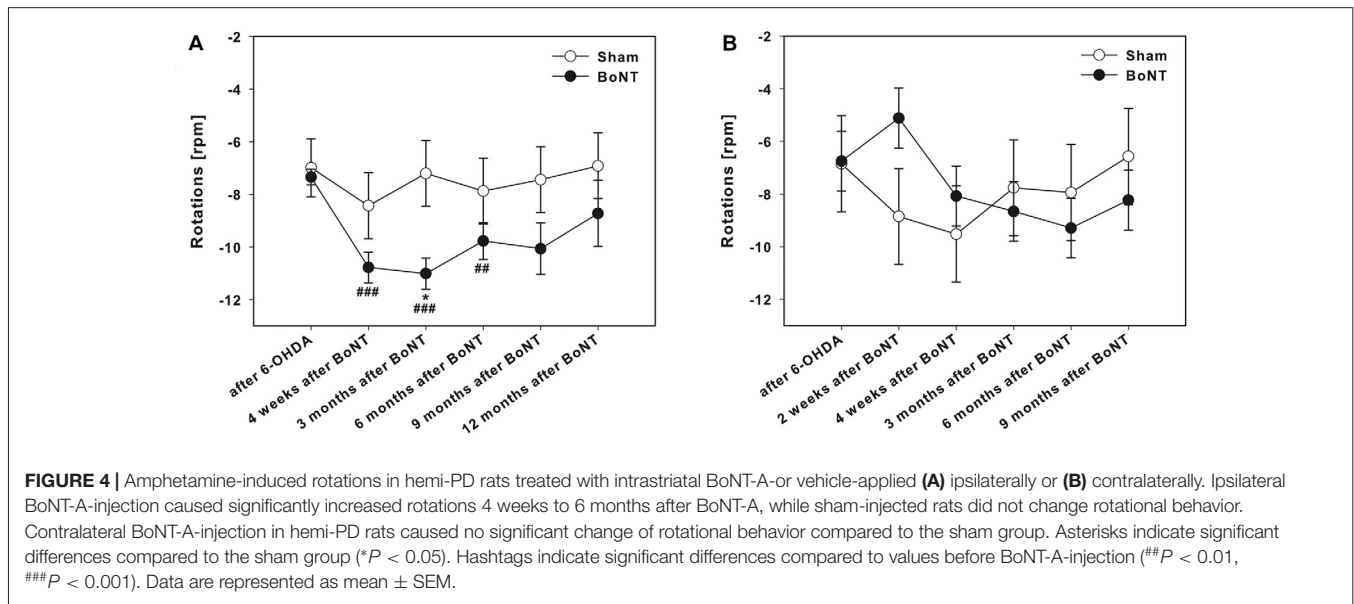 A
B
-2
-4
-6
-8
-10
-12
Rotations [rpm]
Sham
BoNT
###
*
###
##
after 6-OHDA
4 weeks after BoNT
3 months after BoNT
6 months after BoNT
9 months after BoNT
12 months after BoNT
-2
-4
-6
-8
-10
-12
Rotations [rpm]
Sham
BoNT
after 6-OHDA
2 weeks after BoNT
4 weeks after BoNT
3 months after BoNT
6 months after BoNT
9 months after BoNT
FIGURE 4 | Amphetamine-induced rotations in hemi-PD rats treated with intrastriatal BoNT-A-or vehicle-applied (A) ipsilaterally or (B) contralaterally. Ipsilateral
BoNT-A-injection caused significantly increased rotations 4 weeks to 6 months after BoNT-A, while sham-injected rats did not change rotational behavior.
Contralateral BoNT-A-injection in hemi-PD rats caused no significant change of rotational behavior compared to the sham group. Asterisks indicate significant
differences compared to the sham group (*P < 0.05). Hashtags indicate significant differences compared to values before BoNT-A-injection (##P < 0.01,
###P < 0.001). Data are represented as mean ± SEM.